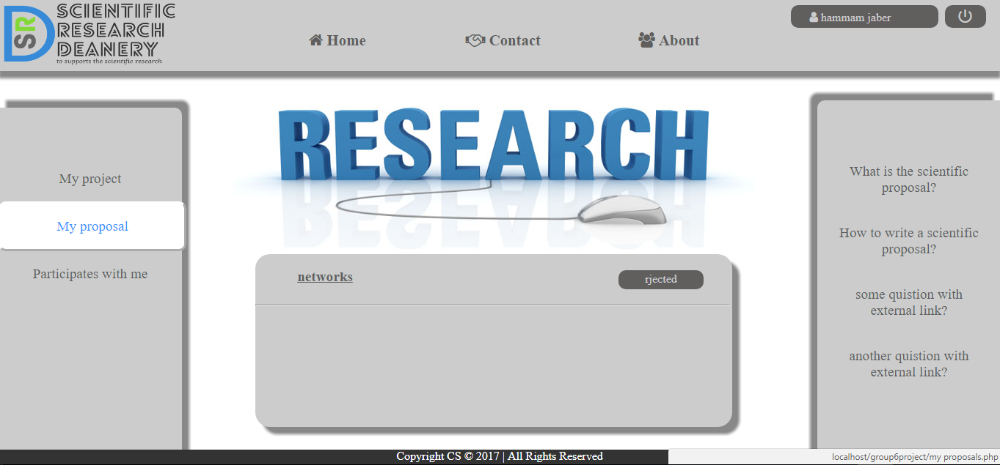 SR
SCIENTIFIC
RESEARCH
DEANERY
to supports the scientific research
Home
Contact
About
hammam jaber
RESEARCH
My project
My proposal
Participates with me
networks
rjected
What is the scientific
proposal?
How to write a scientific
proposal?
some quistion with
external link?
another quistion with
external link?
Copyright CS © 2017 | All Rights Reserved
localhost/group6project/my proposals.php